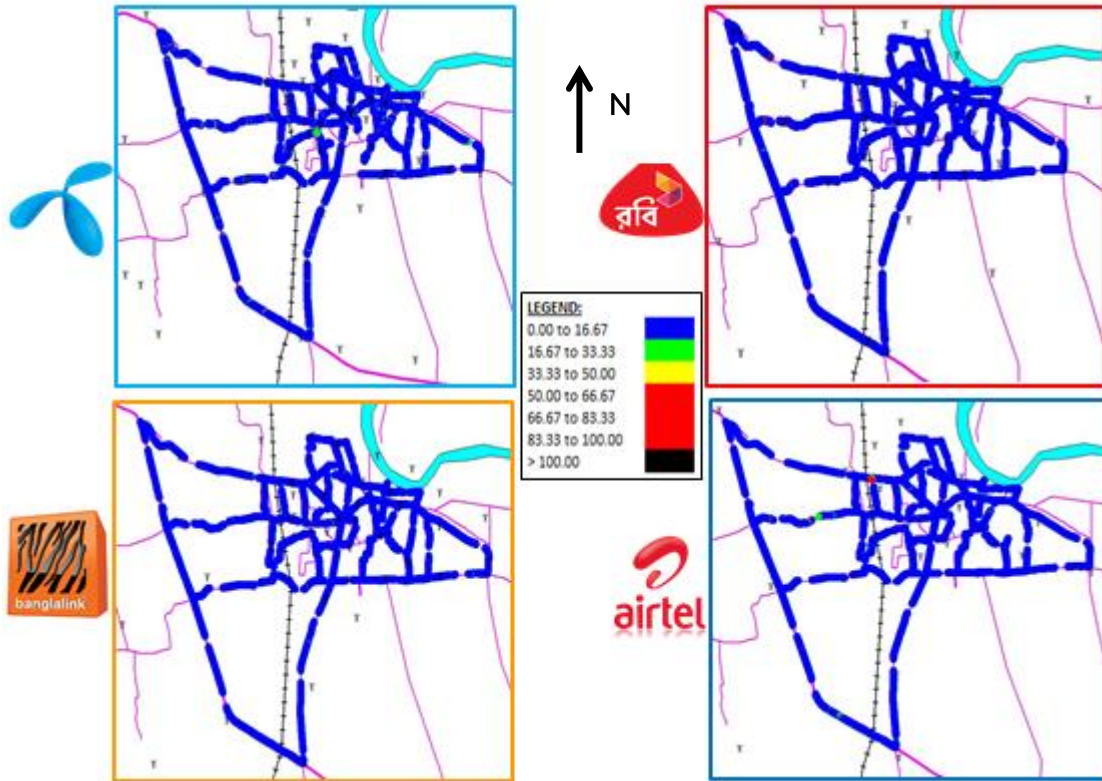 N
রবি
LEGEND:
0.00 to 16.67
16.67 to 33.33
33.33 to 50.00
50.00 to 66.67
66.67 to 83.33
83.33 to 100.00
> 100.00
banglalink
airtel